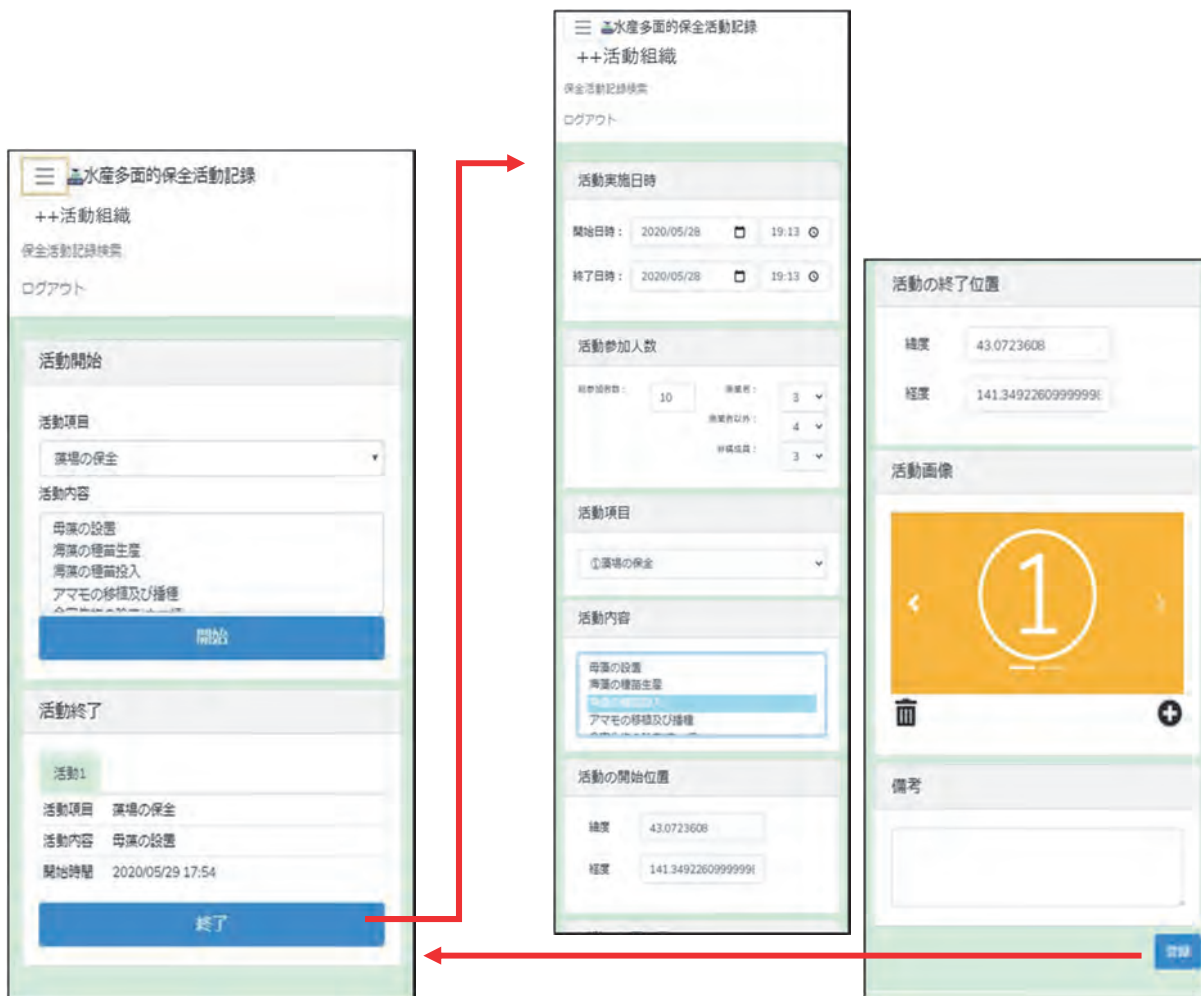 水産多面的保全活動記録
++活動組織
保全活動記録検索
ログアウト
活動開始
活動項目
藻場の保全
活動内容
母藻の設置
海藻の種苗生産
海藻の種苗投入
アマモの移植及び播種
開始
活動終了
活動1
活動項目 藻場の保全
活動内容 母藻の設置
開始時間 2020/05/29 17:54
終了
水産多面的保全活動記録
++活動組織
保全活動記録検索
ログアウト
活動実施日時
開始日時: 2020/05/28 19:13
終了日時: 2020/05/28 19:13
活動参加人数
総参加者数: 10 漁業者: 3
漁業者以外: 4
非構成員: 3
活動項目
①藻場の保全
活動内容
母藻の設置
海藻の種苗生産
アマモの移植及び播種
活動の開始位置
緯度 43.0723608
経度 141.3492260999999
活動の終了位置
緯度 43.0723608
経度 141.3492260999999
活動画像
1
備考
登録